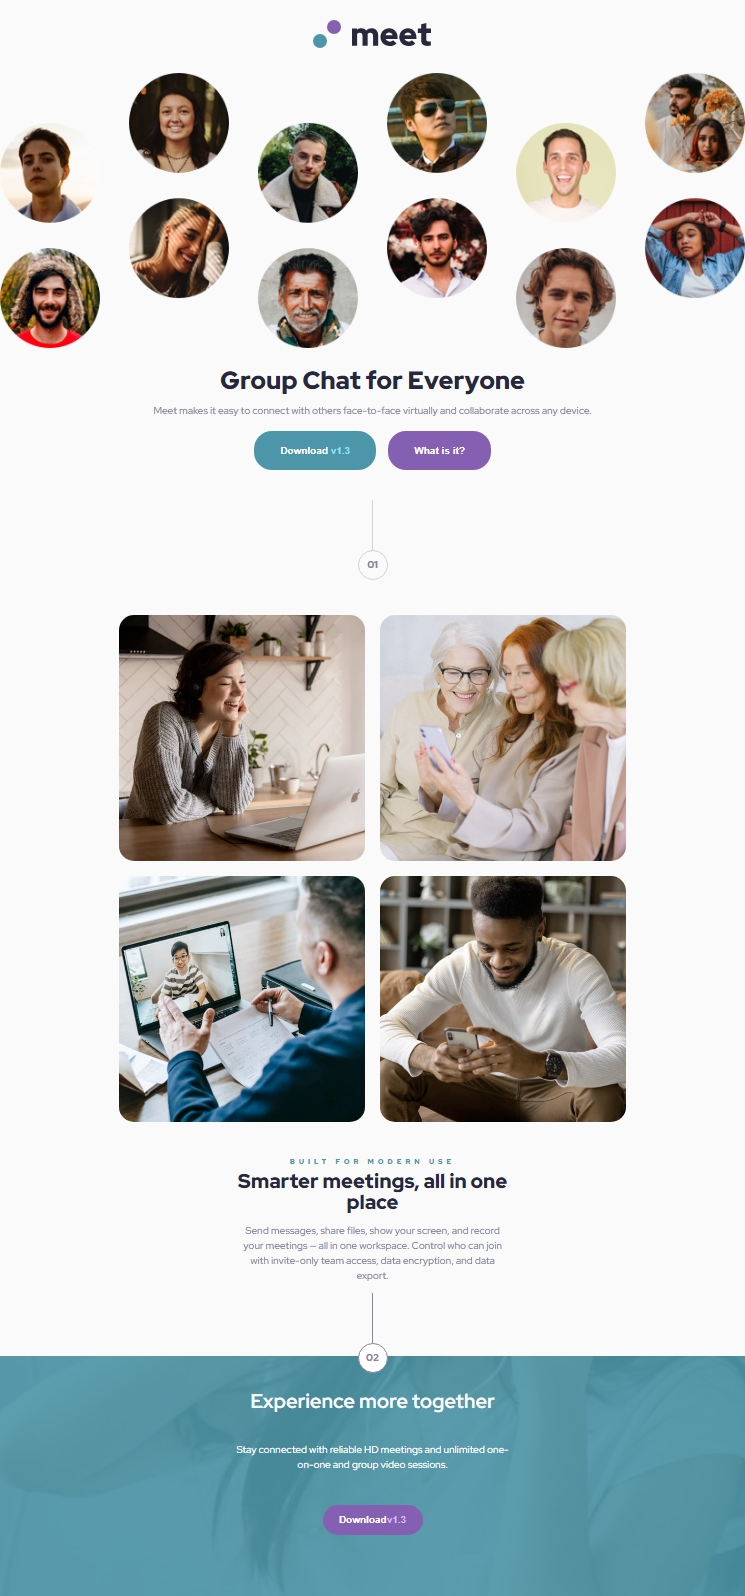 meet
Group Chat for Everyone
Meet makes it easy to connect with others face-to-face virtually and collaborate across any device.
Download v1.3
What is it?
01
BUILT FOR MODERN USE
Smarter meetings, all in one
place
Send messages, share files, show your screen, and record
your meetings — all in one workspace. Control who can join
with invite-only team access, data encryption, and data
export.
02
Experience more together
Stay connected with reliable HD meetings and unlimited one-
on-one and group video sessions.
Downloadv1.3